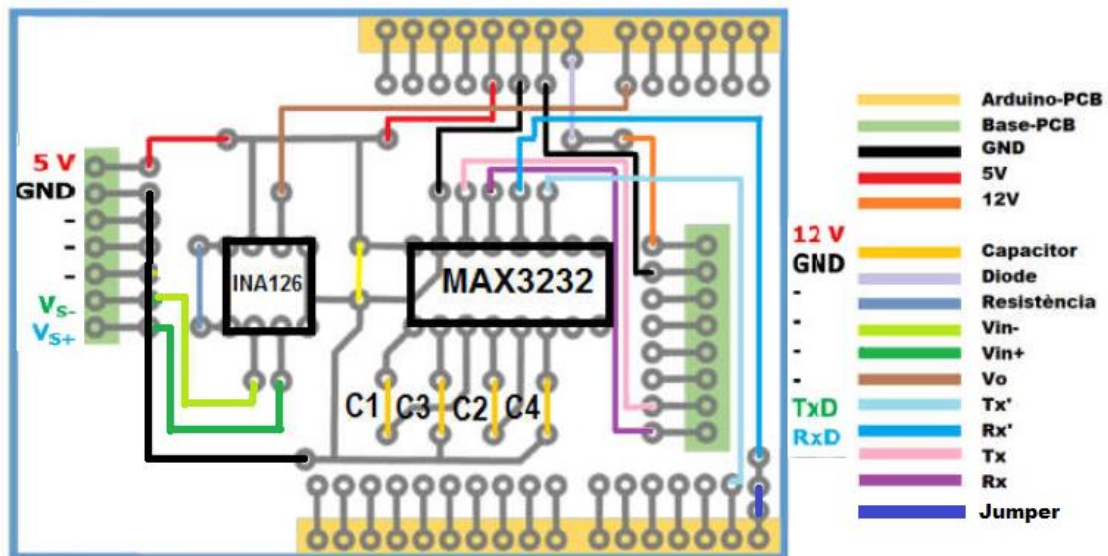 5 V
GND
-
-
-
VS-
VS+
INA126
MAX3232
C1
C3
C2
C4
12 V
GND
-
-
-
-
TxD
RxD
Arduino-PCB
Base-PCB
GND
5V
12V
Capacitor
Diode
Resistència
Vin-
Vin+
Vo
Tx'
Rx'
Tx
Rx
Jumper